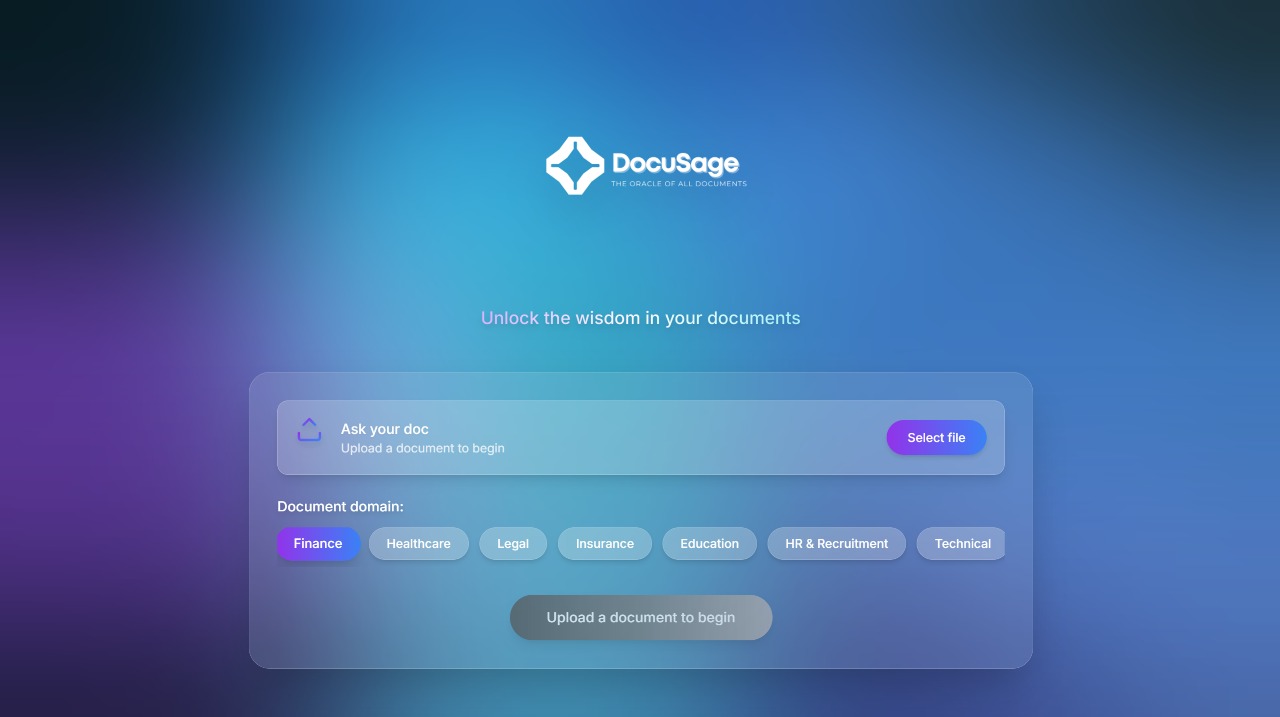 DocuSage
THE ORACLE OF ALL DOCUMENTS
Unlock the wisdom in your documents
Ask your doc
Upload a document to begin
Select file
Document domain:
Finance Healthcare Legal Insurance Education HR & Recruitment Technical
Upload a document to begin